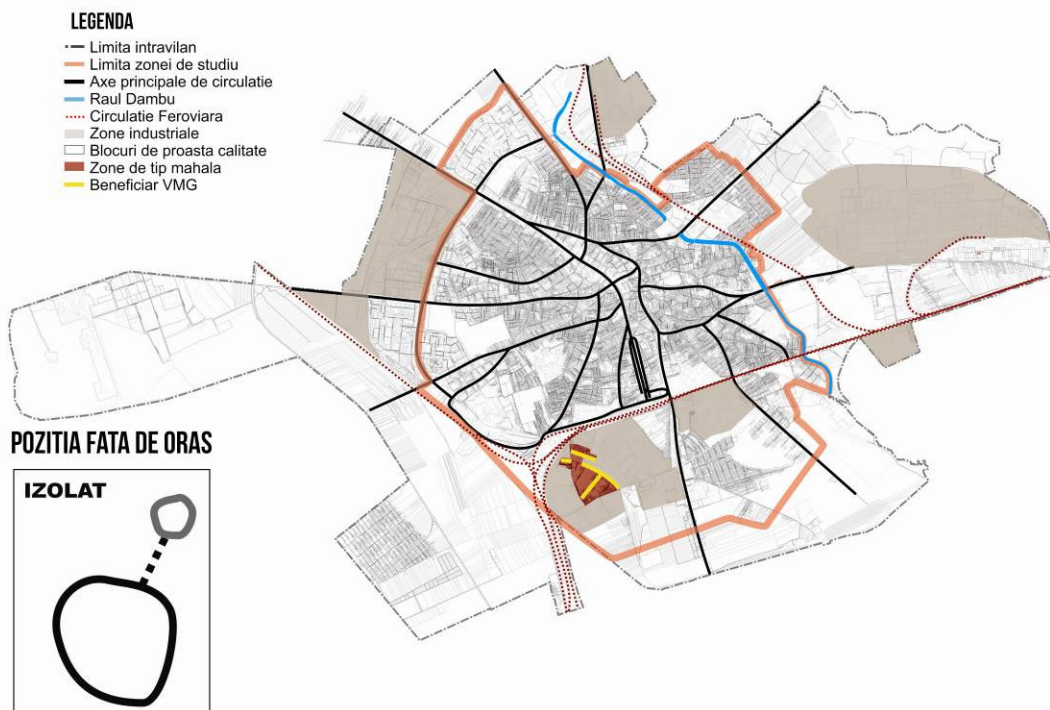 LEGENDA
Limita intravilan
Limita zonei de studiu
Axe principale de circulatie
Raul Dambu
Circulatie Feroviara
Zone industriale
Blocuri de proasta calitate
Zone de tip mahala
Beneficiar VMG
POZITIA FATA DE ORAS
IZOLAT